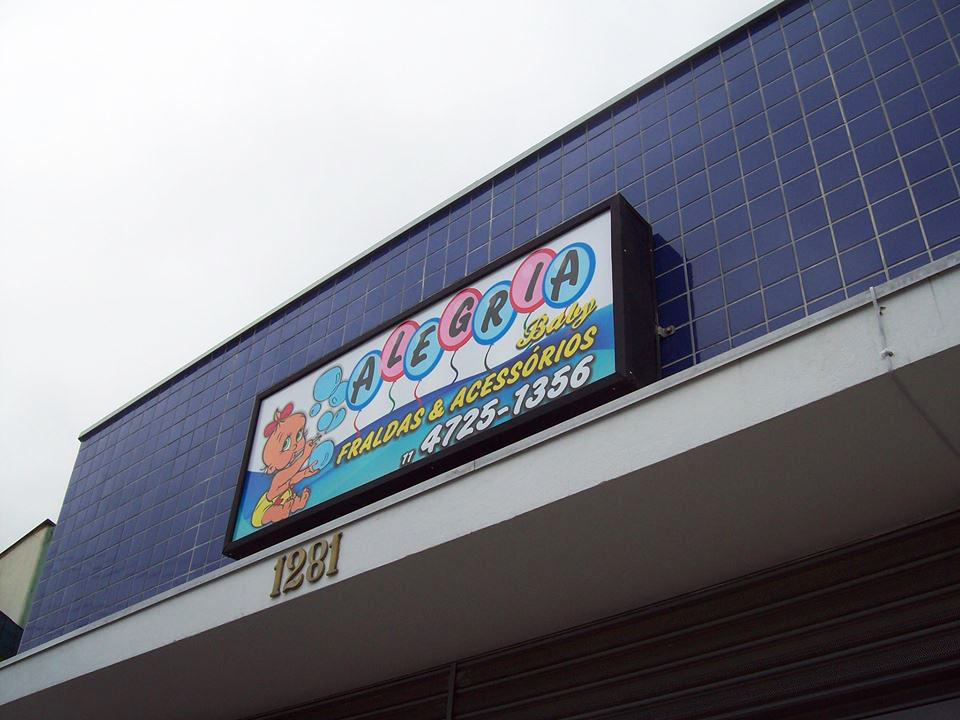 ALEGRIA
Baby
FRALDAS & ACESSÓRIOS
11 4725-1356
1281